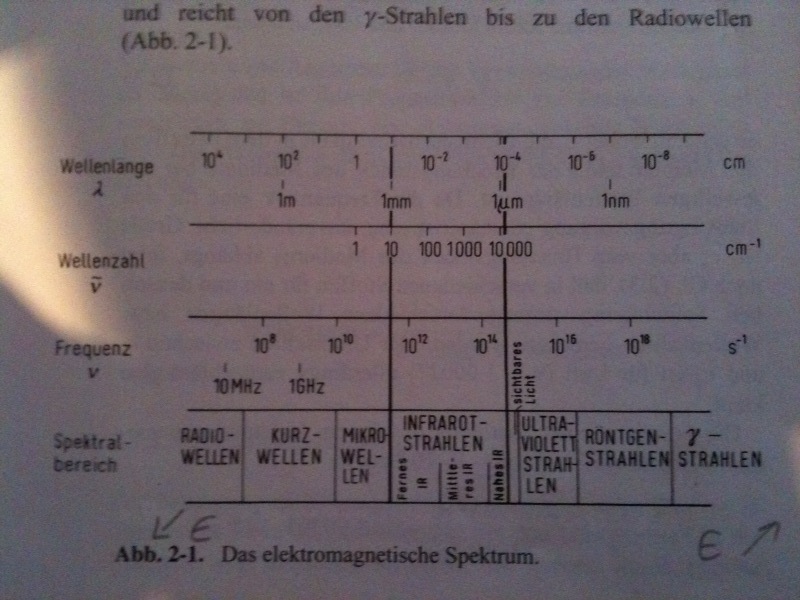 und reicht von den γ-Strahlen bis zu den Radiowellen
(Abb. 2-1).
Wellenlänge λ 10⁴ 10² 1 10⁻² 10⁻⁴ 10⁻⁶ 10⁻⁸ cm
1m 1mm 1μm 1nm
Wellenzahl ν̃ 1 10 100 1000 10000 cm⁻¹
Frequenz ν 10⁸ 10¹⁰ 10¹² 10¹⁴ 10¹⁶ 10¹⁸ s⁻¹
10MHz 1GHz
sichtbares
Licht
Spektral-
bereich
RADIO-
WELLEN
KURZ-
WELLEN
MIKRO-
WEL-
LEN
INFRAROT-
STRAHLEN
Fernes
IR
Mittle-
res IR
Nahes IR
ULTRA-
VIOLETT
STRAH-
LEN
RÖNTGEN-
STRAHLEN
γ-
STRAHLEN
↙ E
E ↗
Abb. 2-1. Das elektromagnetische Spektrum.